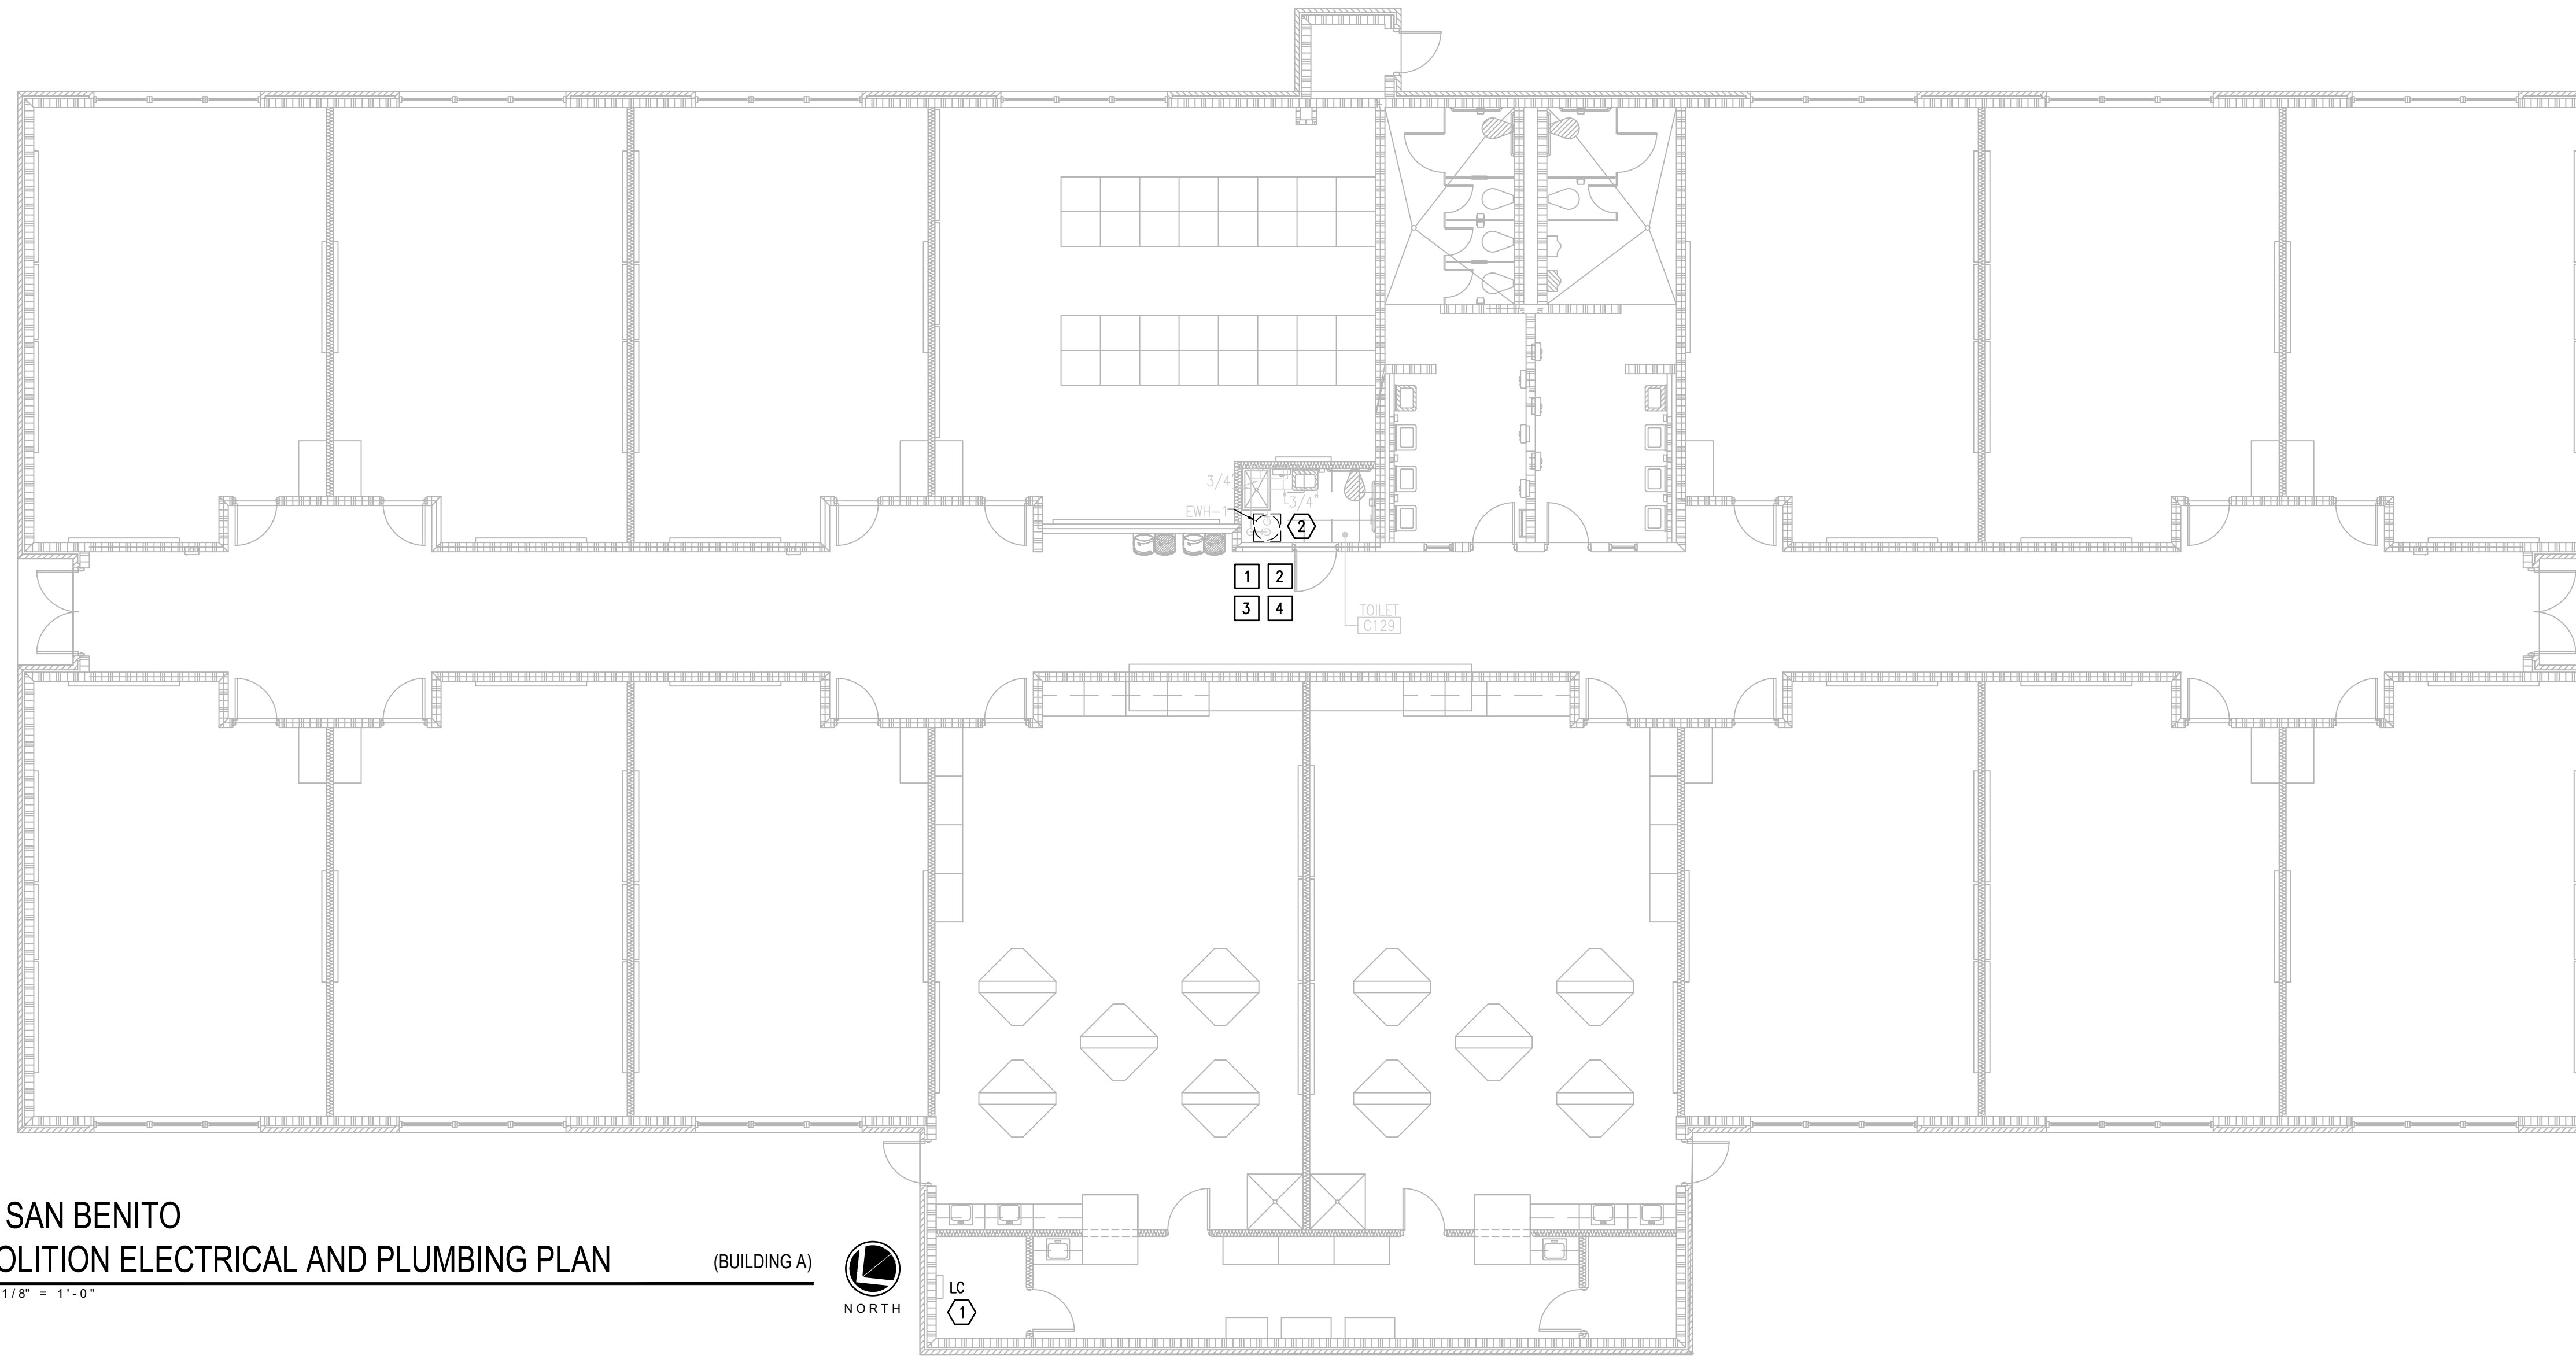 3/4"
3/4"
EWH-1
2
1 2
3 4
TOILET
C129
SAN BENITO
OLITION ELECTRICAL AND PLUMBING PLAN
(BUILDING A)
1/8" = 1'-0"
NORTH
LC
1